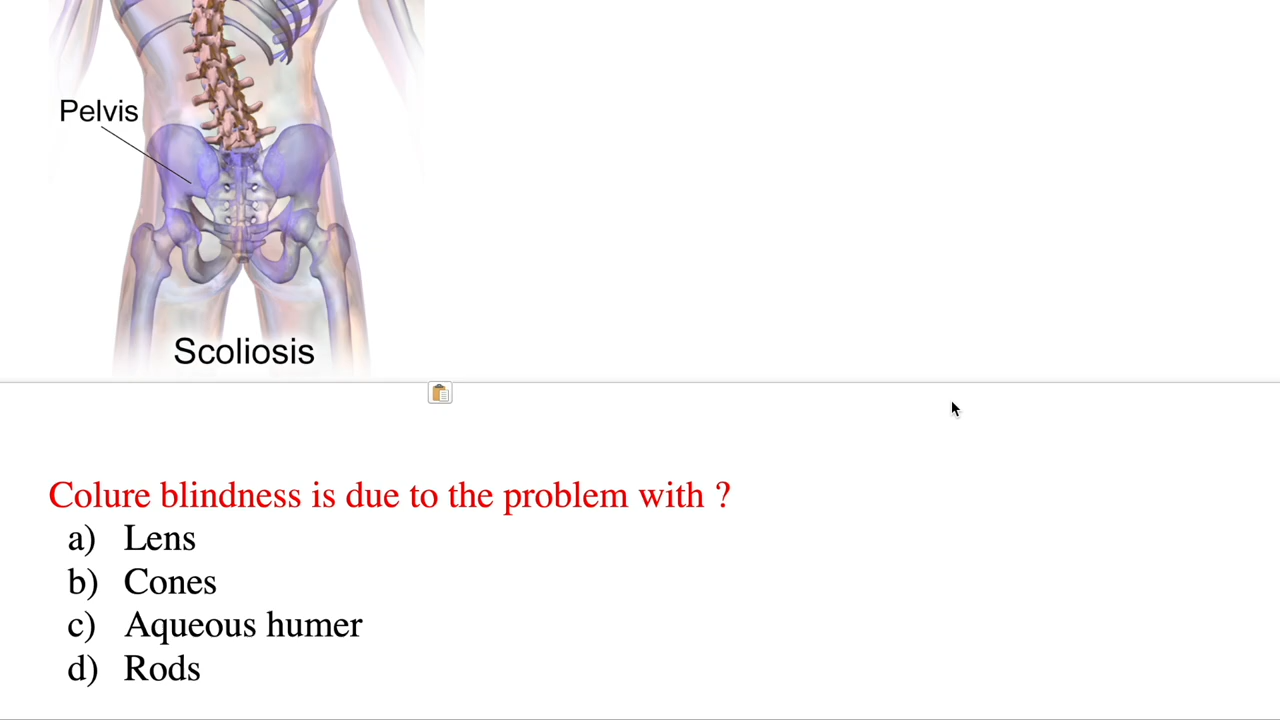 Pelvis
Scoliosis
Colure blindness is due to the problem with ?
a) Lens
b) Cones
c) Aqueous humer
d) Rods